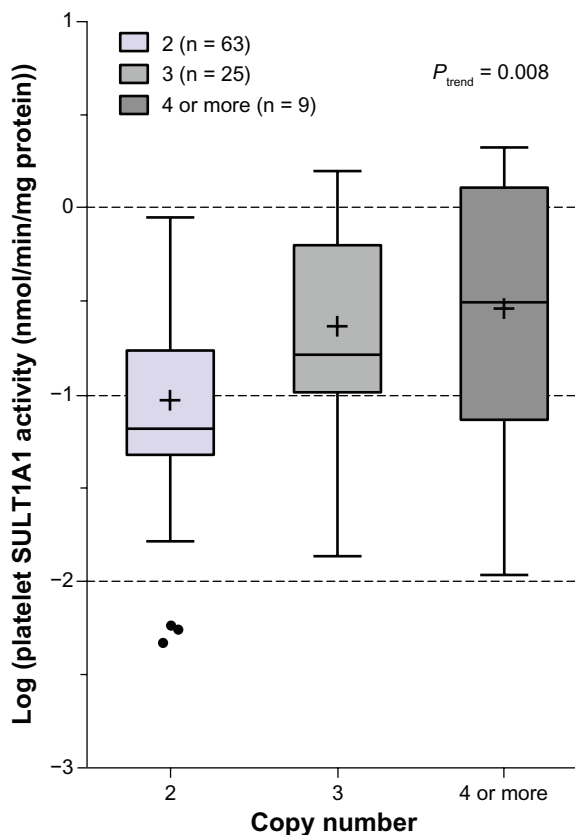 Log (platelet SULT1A1 activity (nmol/min/mg protein))
1
0
−1
−2
−3
2 (n = 63)
3 (n = 25)
4 or more (n = 9)
Ptrend = 0.008
2
3
4 or more
Copy number